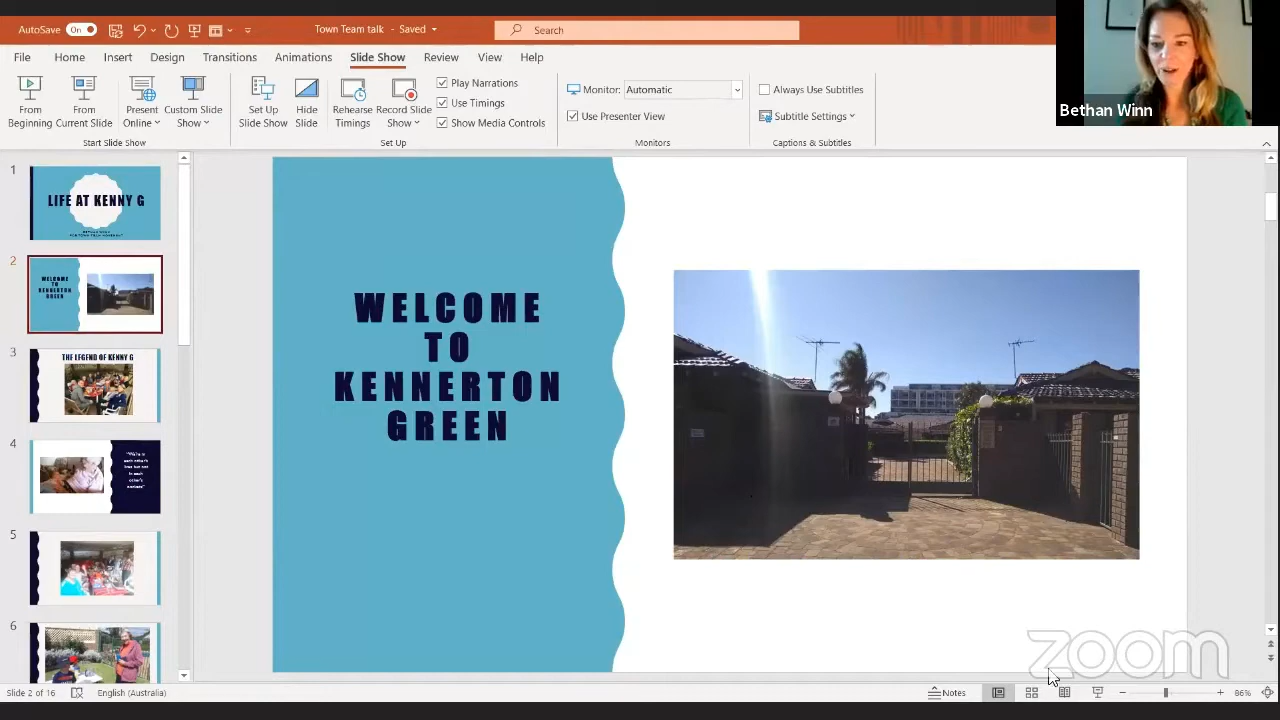 AutoSave On Town Team talk - Saved Search
File Home Insert Design Transitions Animations Slide Show Review View Help
From Beginning
From Current Slide
Present Online
Custom Slide Show
Start Slide Show
Set Up Slide Show
Hide Slide
Rehearse Timings
Record Slide Show
Play Narrations
Use Timings
Show Media Controls
Set Up
Monitor: Automatic
Use Presenter View
Monitors
Always Use Subtitles
Subtitle Settings
Captions & Subtitles
Bethan Winn
1
LIFE AT KENNY G
2
WELCOME
TO
KENNERTON
GREEN
3
THE LEGEND OF KENNY G
4
5
6
WELCOME
TO
KENNERTON
GREEN
zoom
Slide 2 of 16 English (Australia) Notes 86%